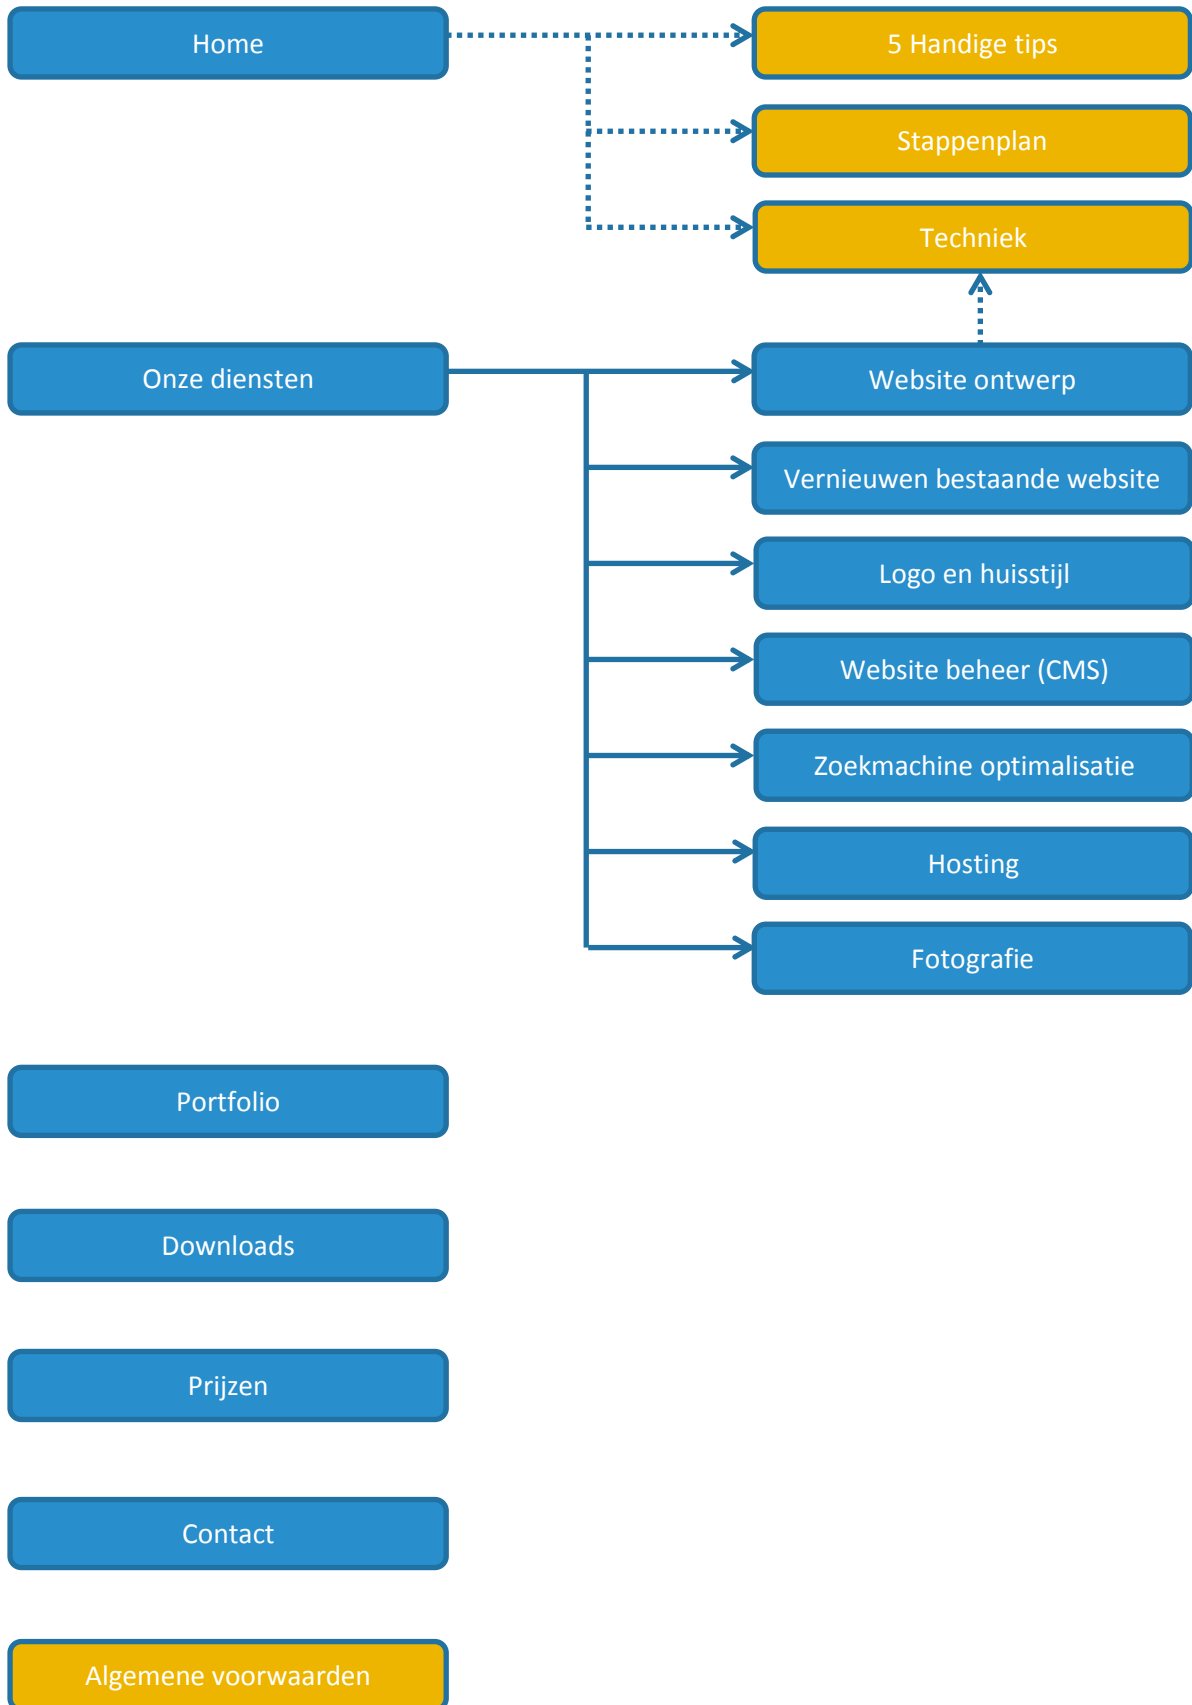 Home
5 Handige tips
Stappenplan
Techniek
Onze diensten
Website ontwerp
Vernieuwen bestaande website
Logo en huisstijl
Website beheer (CMS)
Zoekmachine optimalisatie
Hosting
Fotografie
Portfolio
Downloads
Prijzen
Contact
Algemene voorwaarden